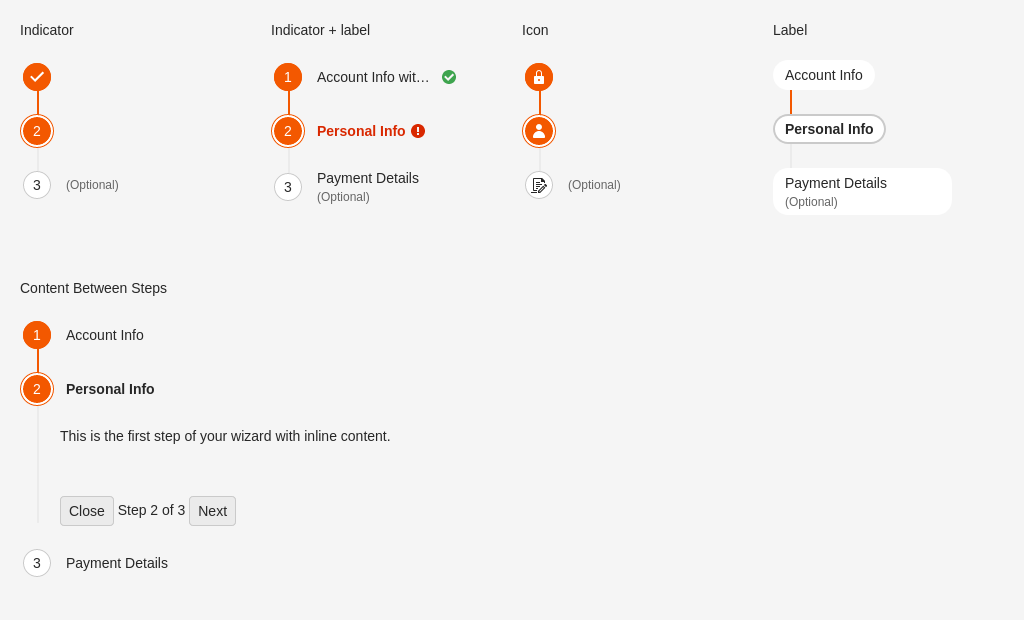 Indicator
2
3 (Optional)
Indicator + label
1 Account Info wit…
2 Personal Info
3 Payment Details
(Optional)
Icon
(Optional)
Label
Account Info
Personal Info
Payment Details
(Optional)
Content Between Steps
1 Account Info
2 Personal Info
This is the first step of your wizard with inline content.
Close Step 2 of 3 Next
3 Payment Details